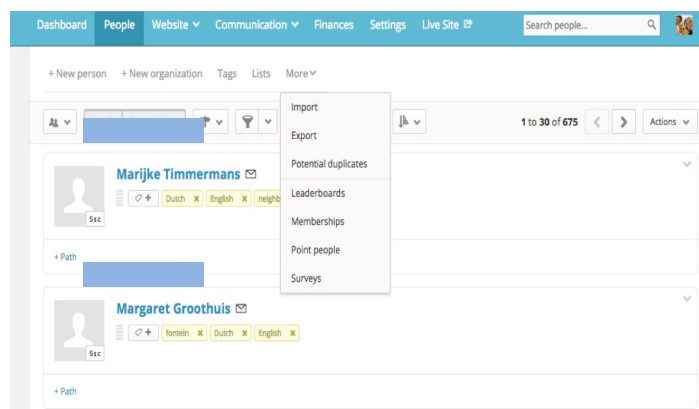 Dashboard People Website Communication Finances Settings Live Site Search people...
+ New person + New organization Tags Lists More
Import
Export
Potential duplicates
Leaderboards
Memberships
Point people
Surveys
1 to 30 of 675 Actions
Marijke Timmermans
+ Dutch x English x neighb
5sc
+ Path
Margaret Groothuis
+ fontein x Dutch x English x
5sc
+ Path